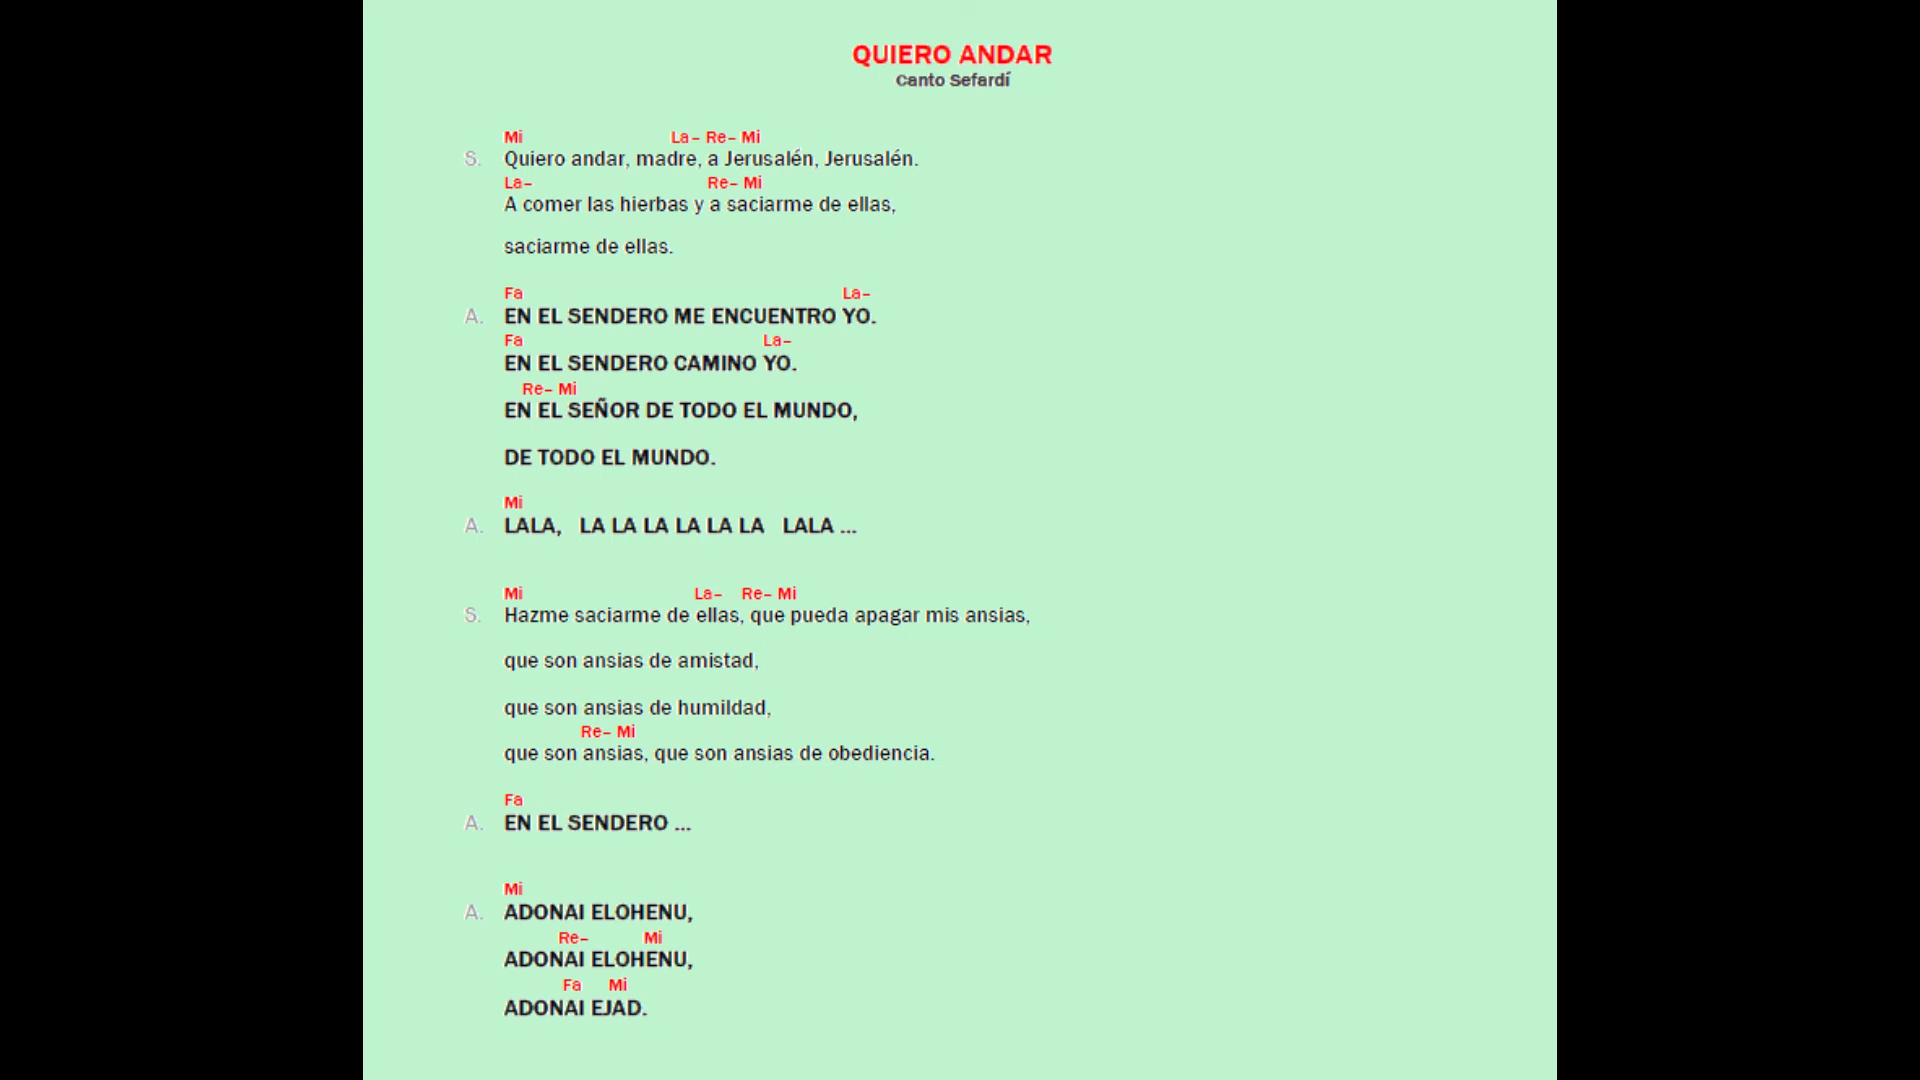 QUIERO ANDAR
Canto Sefardí
Mi La- Re- Mi
S. Quiero andar, madre, a Jerusalén, Jerusalén.
La- Re- Mi
A comer las hierbas y a saciarme de ellas,
saciarme de ellas.
Fa La-
A. EN EL SENDERO ME ENCUENTRO YO.
Fa La-
EN EL SENDERO CAMINO YO.
Re- Mi
EN EL SEÑOR DE TODO EL MUNDO,
DE TODO EL MUNDO.
Mi
A. LALA, LA LA LA LA LA LA LALA ...
Mi La- Re- Mi
S. Hazme saciarme de ellas, que pueda apagar mis ansias,
que son ansias de amistad,
que son ansias de humildad,
Re- Mi
que son ansias, que son ansias de obediencia.
Fa
A. EN EL SENDERO ...
Mi
A. ADONAI ELOHENU,
Re- Mi
ADONAI ELOHENU,
Fa Mi
ADONAI EJAD.